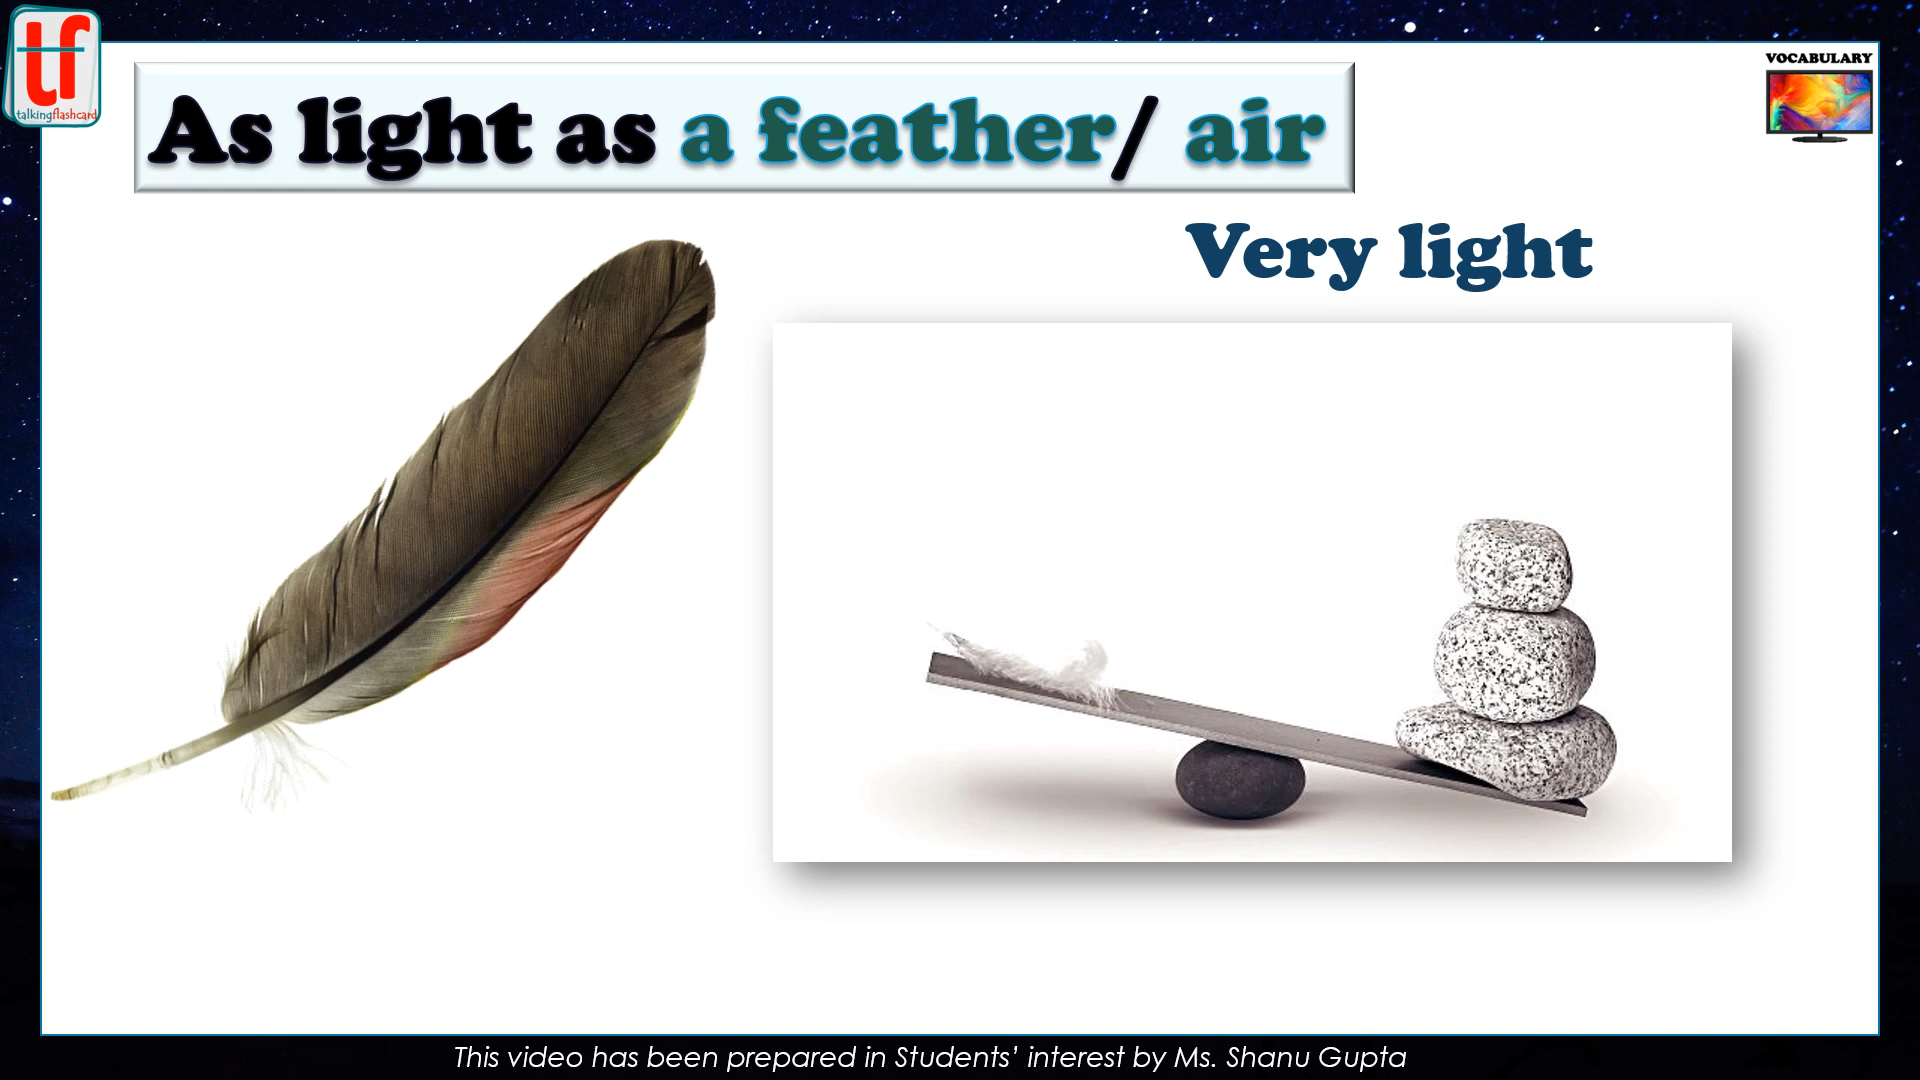 tf
talkingflashcard
VOCABULARY
As light as a feather/ air
Very light
This video has been prepared in Students’ interest by Ms. Shanu Gupta